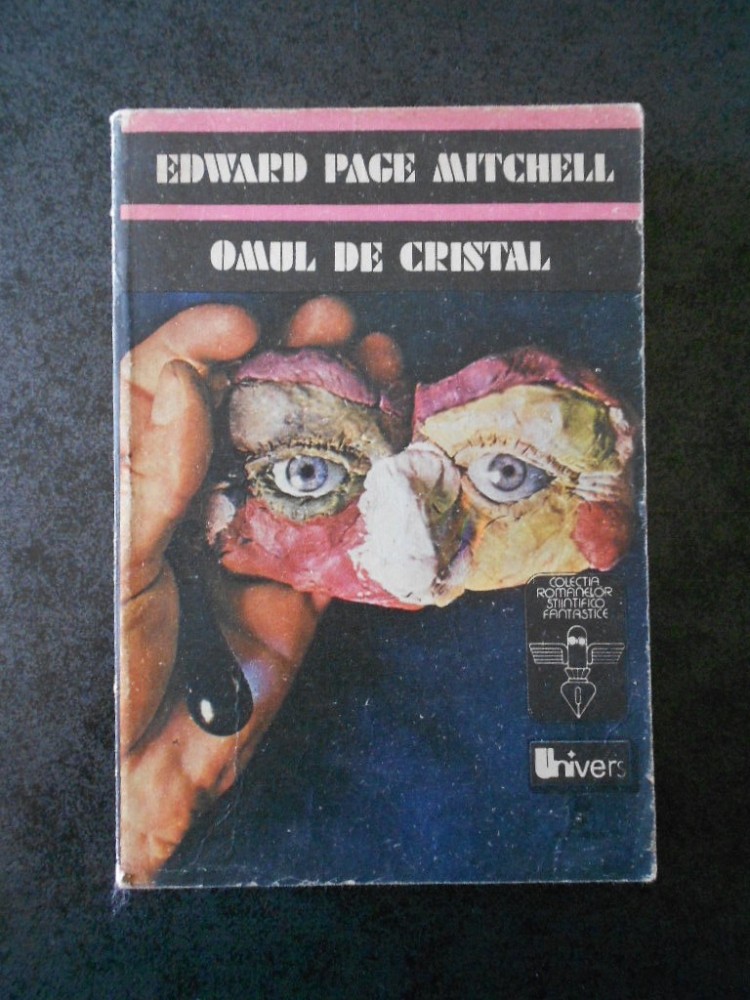 EDWARD PAGE MITCHELL
OMUL DE CRISTAL
COLECTIA
ROMANELOR
STIINTIFICO
FANTASTICE
Univers